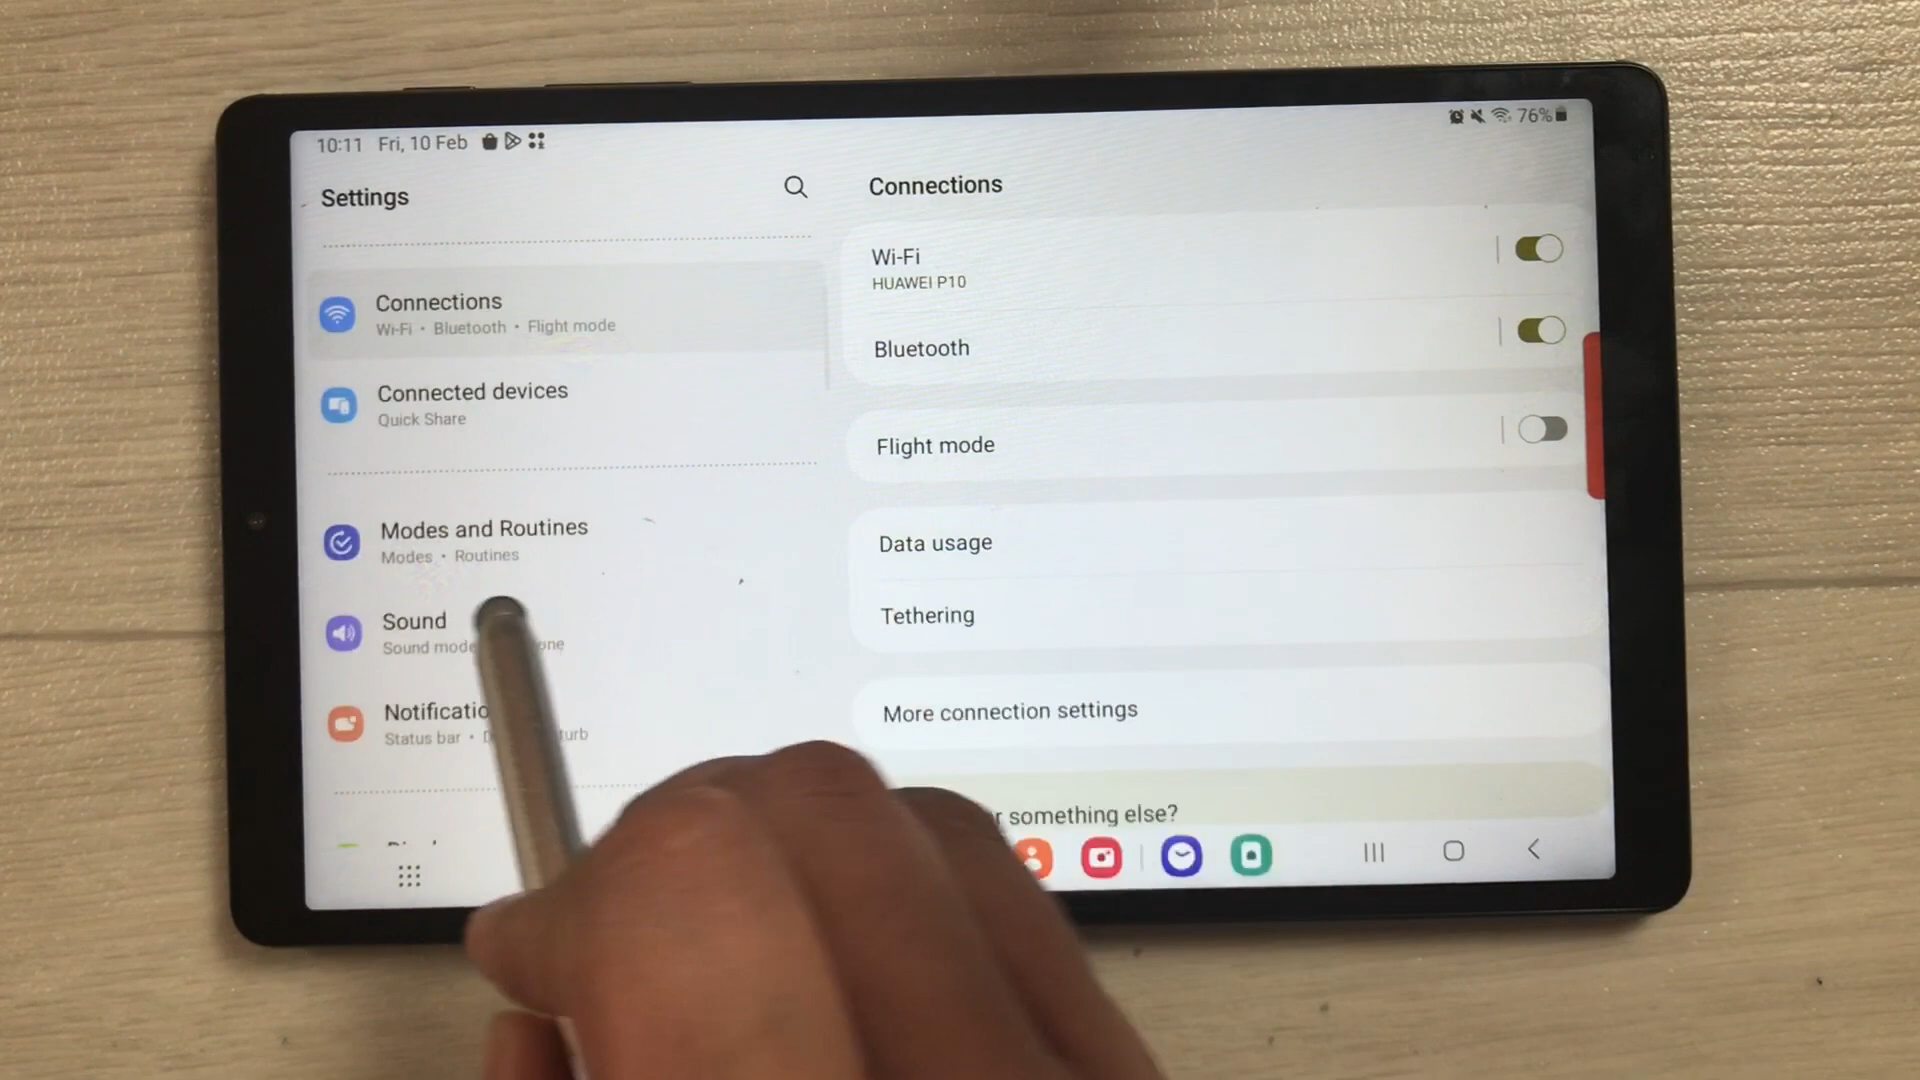 10:11 Fri, 10 Feb
76%
Settings
Connections
Wi-Fi • Bluetooth • Flight mode
Connected devices
Quick Share
Modes and Routines
Modes • Routines
Sound
Sound mode
Status bar
Connections
Wi-Fi
HUAWEI P10
Bluetooth
Flight mode
Data usage
Tethering
More connection settings
something else?